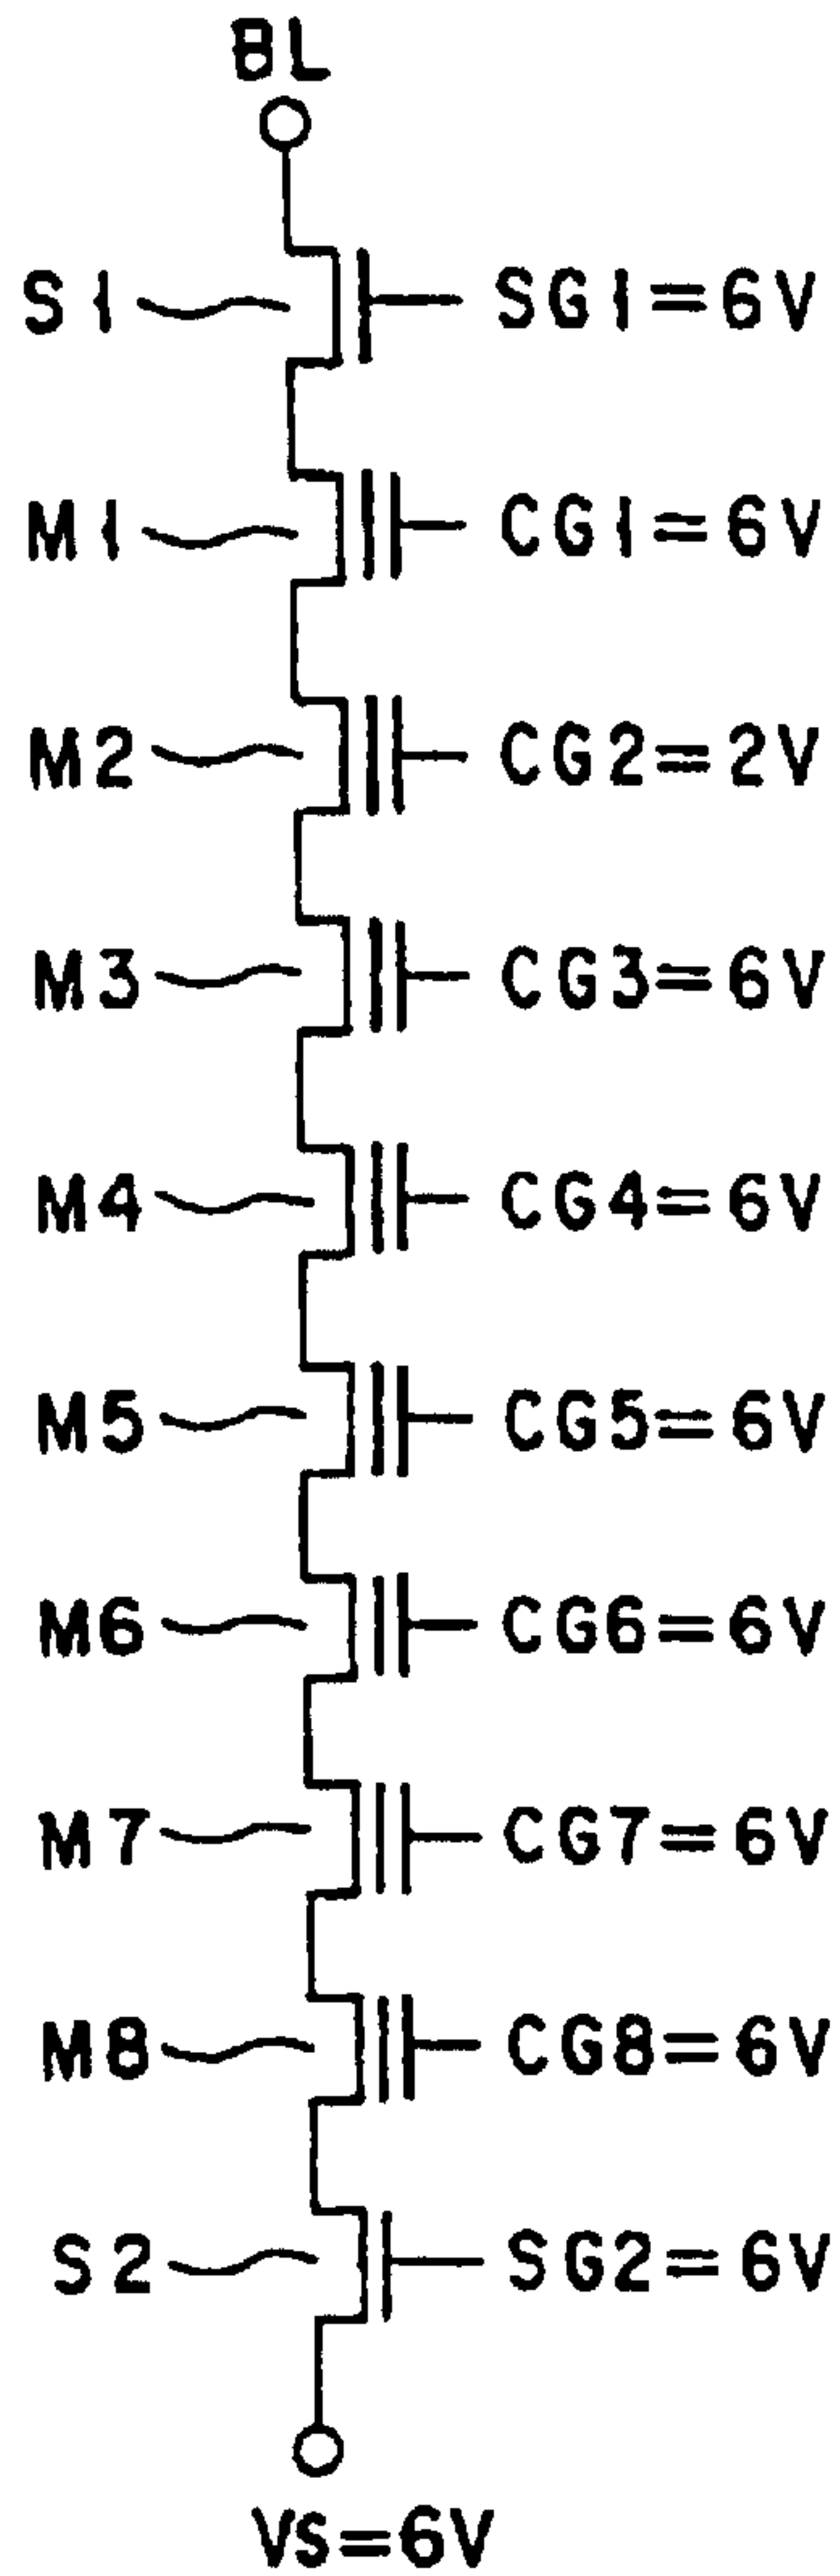 BL
S1 SG1=6V
M1 CG1=6V
M2 CG2=2V
M3 CG3=6V
M4 CG4=6V
M5 CG5=6V
M6 CG6=6V
M7 CG7=6V
M8 CG8=6V
S2 SG2=6V
VS=6V